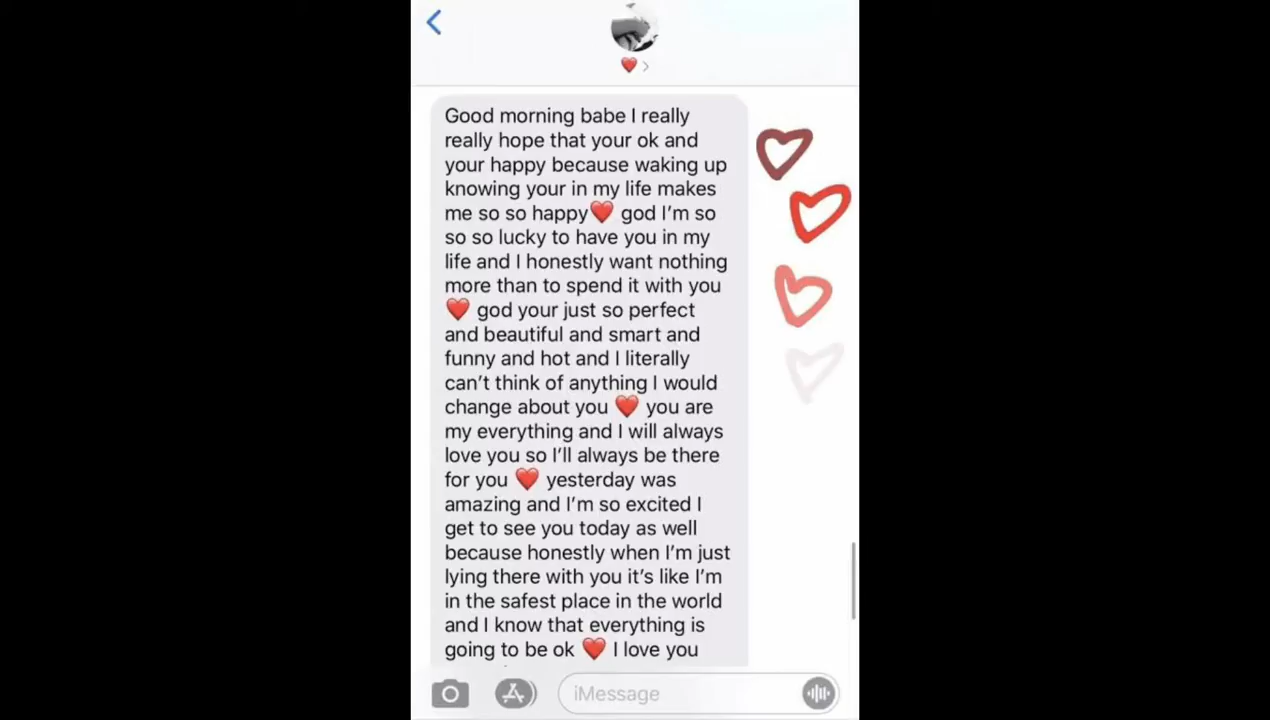 Good morning babe I really
really hope that your ok and
your happy because waking up
knowing your in my life makes
me so so happy❤️ god I'm so
so so lucky to have you in my
life and I honestly want nothing
more than to spend it with you
❤️ god your just so perfect
and beautiful and smart and
funny and hot and I literally
can't think of anything I would
change about you ❤️ you are
my everything and I will always
love you so I'll always be there
for you ❤️ yesterday was
amazing and I'm so excited I
get to see you today as well
because honestly when I'm just
lying there with you it's like I'm
in the safest place in the world
and I know that everything is
going to be ok ❤️ I love you
iMessage